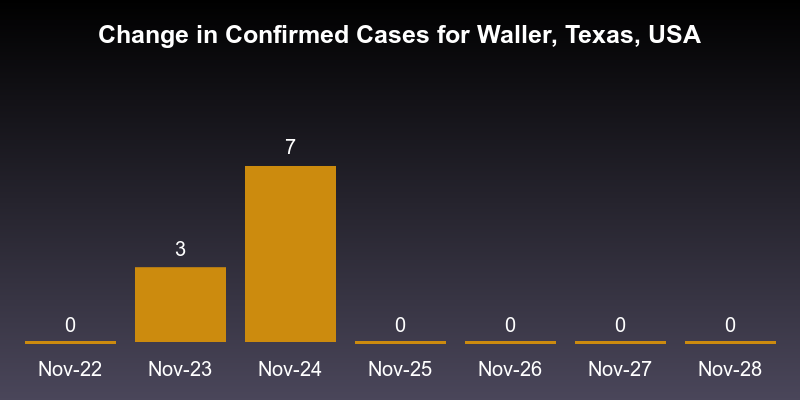 Change in Confirmed Cases for Waller, Texas, USA
7
3
0 0 0 0 0
Nov-22 Nov-23 Nov-24 Nov-25 Nov-26 Nov-27 Nov-28